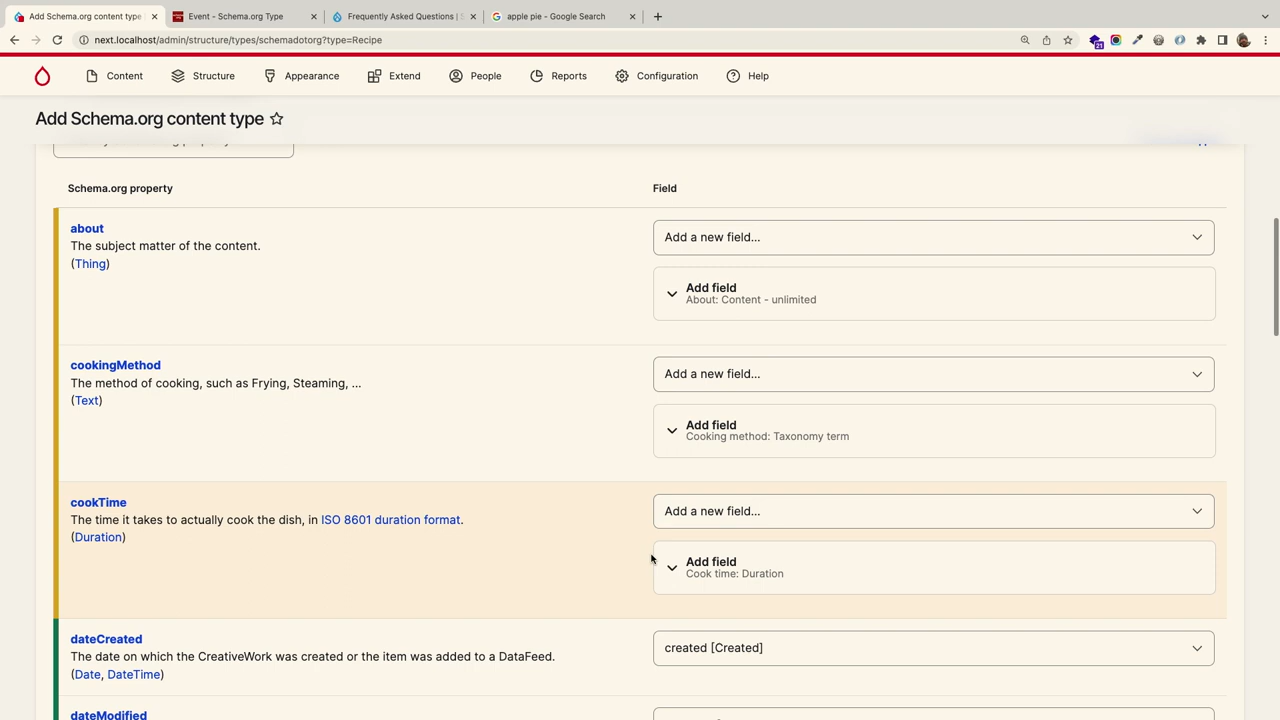 Add Schema.org content type
Event - Schema.org Type
Frequently Asked Questions | S
apple pie - Google Search
next.localhost/admin/structure/types/schemadotorg?type=Recipe
21
Content
Structure
Appearance
Extend
People
Reports
Configuration
Help
Add Schema.org content type
Schema.org property
Field
about
The subject matter of the content.
(Thing)
Add a new field...
Add field
About: Content - unlimited
cookingMethod
The method of cooking, such as Frying, Steaming, ...
(Text)
Add a new field...
Add field
Cooking method: Taxonomy term
cookTime
The time it takes to actually cook the dish, in ISO 8601 duration format.
(Duration)
Add a new field...
Add field
Cook time: Duration
dateCreated
The date on which the CreativeWork was created or the item was added to a DataFeed.
(Date, DateTime)
created [Created]
dateModified